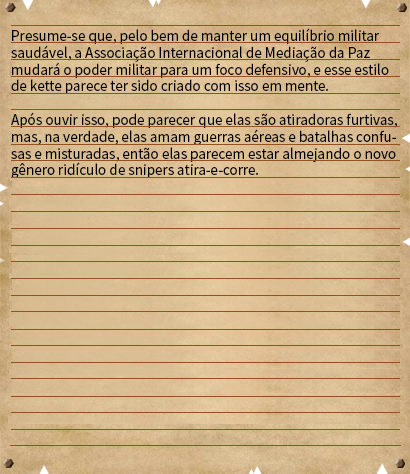 Presume-se que, pelo bem de manter um equilíbrio militar
saudável, a Associação Internacional de Mediação da Paz
mudará o poder militar para um foco defensivo, e esse estilo
de kette parece ter sido criado com isso em mente.
Após ouvir isso, pode parecer que elas são atiradoras furtivas,
mas, na verdade, elas amam guerras aéreas e batalhas confu-
sas e misturadas, então elas parecem estar almejando o novo
gênero ridículo de snipers atira-e-corre.